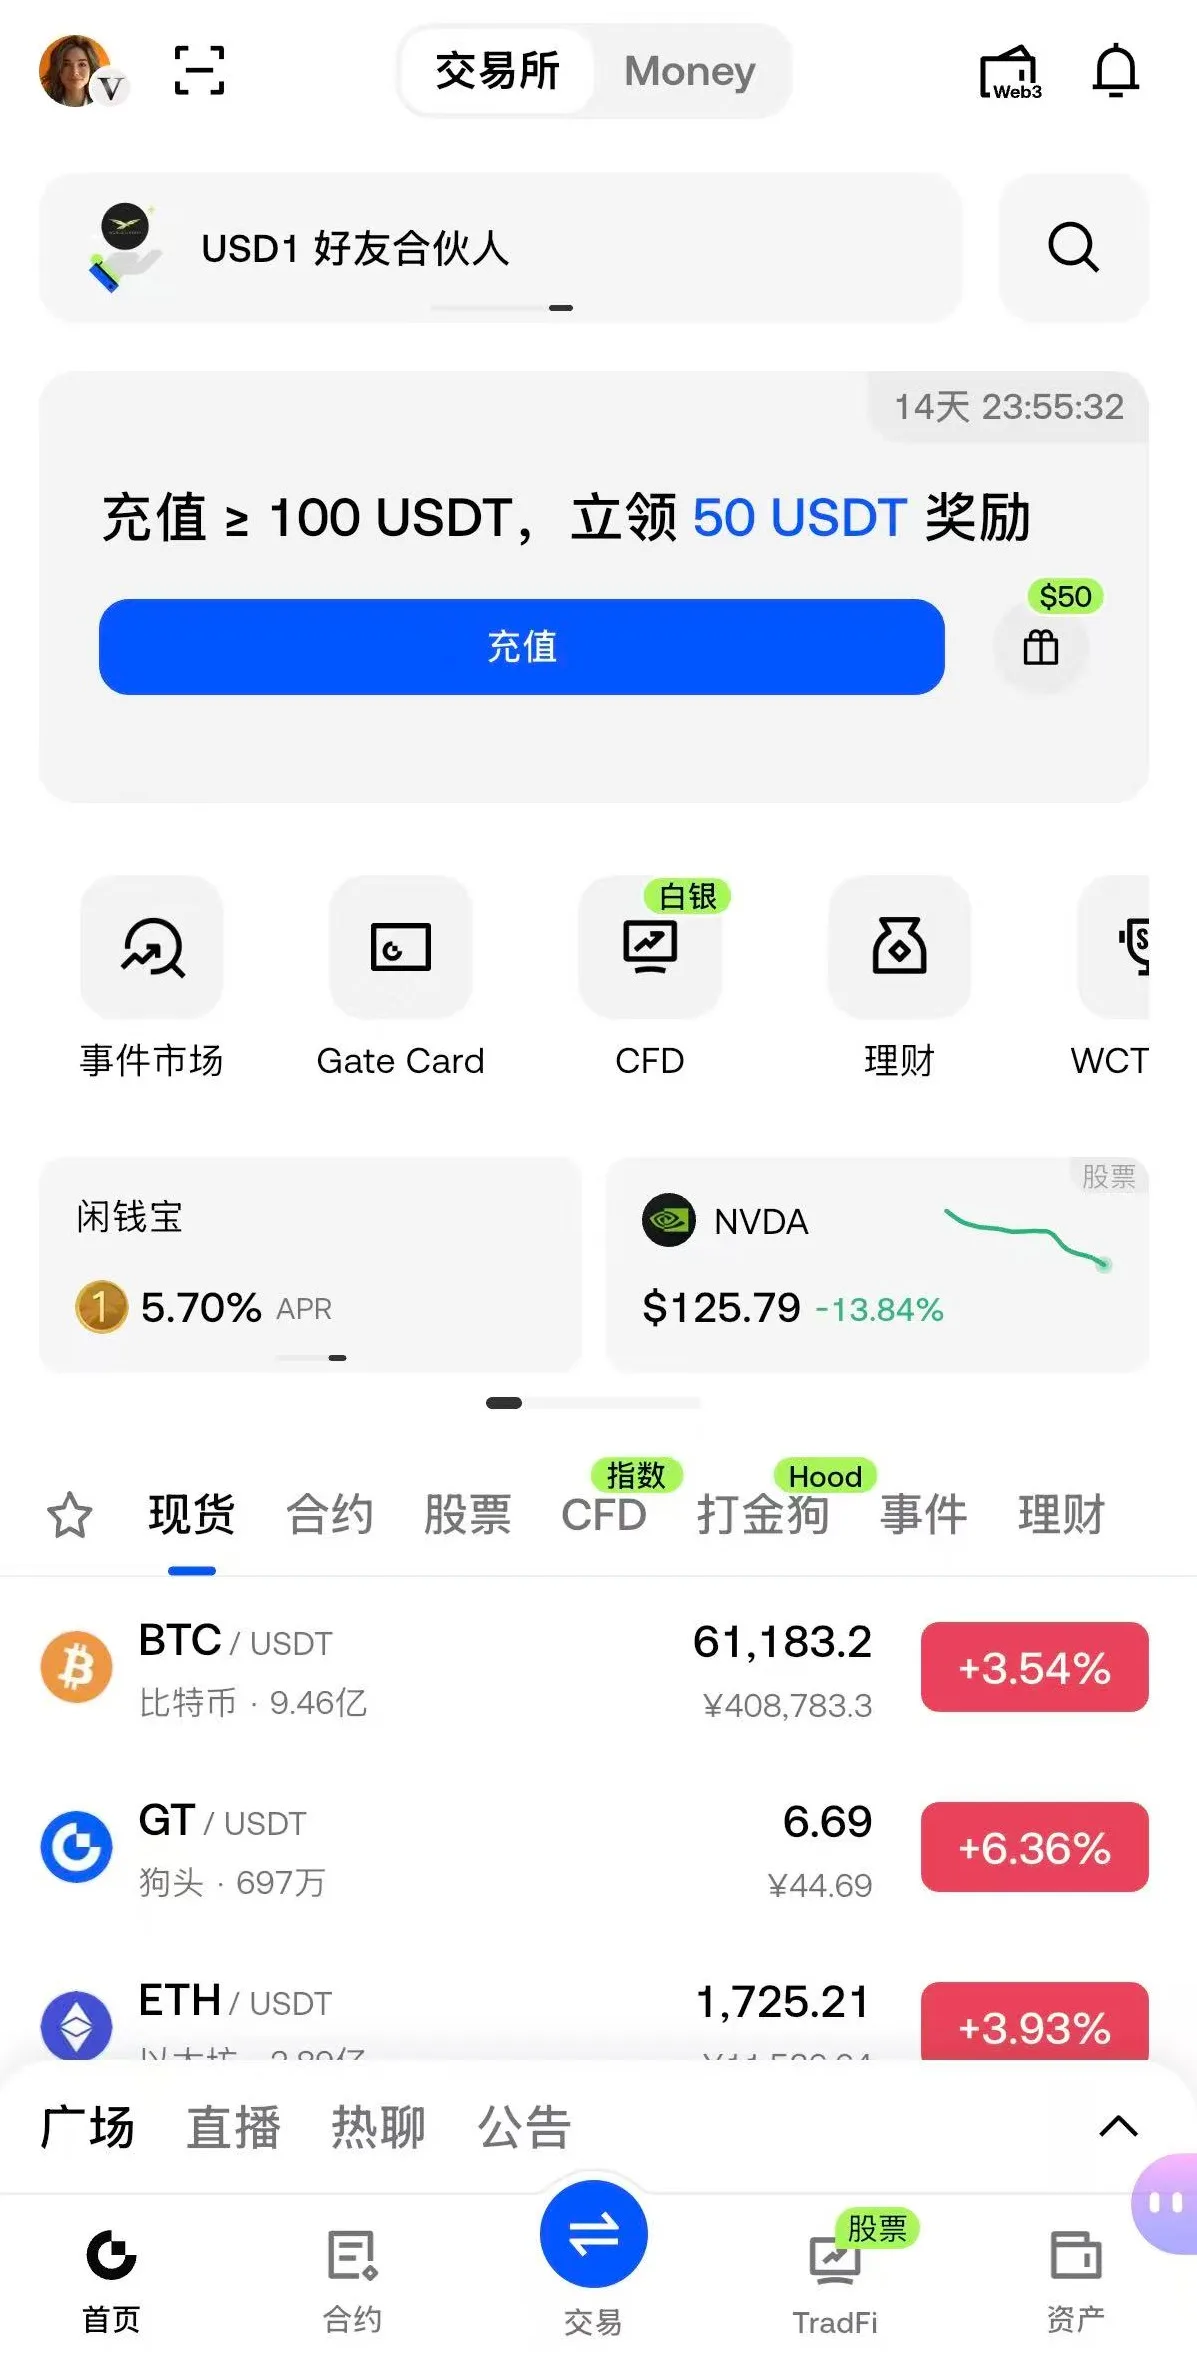 V
交易所 Money
Web3
USD1 好友合伙人
14天 23:55:32
充值 ≥ 100 USDT，立领 50 USDT 奖励
充值
$50
白银
事件市场 Gate Card CFD 理财 WCT
闲钱宝
5.70% APR
股票
NVDA
$125.79 -13.84%
指数 Hood
现货 合约 股票 CFD 打金狗 事件 理财
BTC / USDT 61,183.2 +3.54%
比特币 · 9.46亿 ¥408,783.3
GT / USDT 6.69 +6.36%
狗头 · 697万 ¥44.69
ETH / USDT 1,725.21 +3.93%
广场 直播 热聊 公告
股票
首页 合约 交易 TradFi 资产